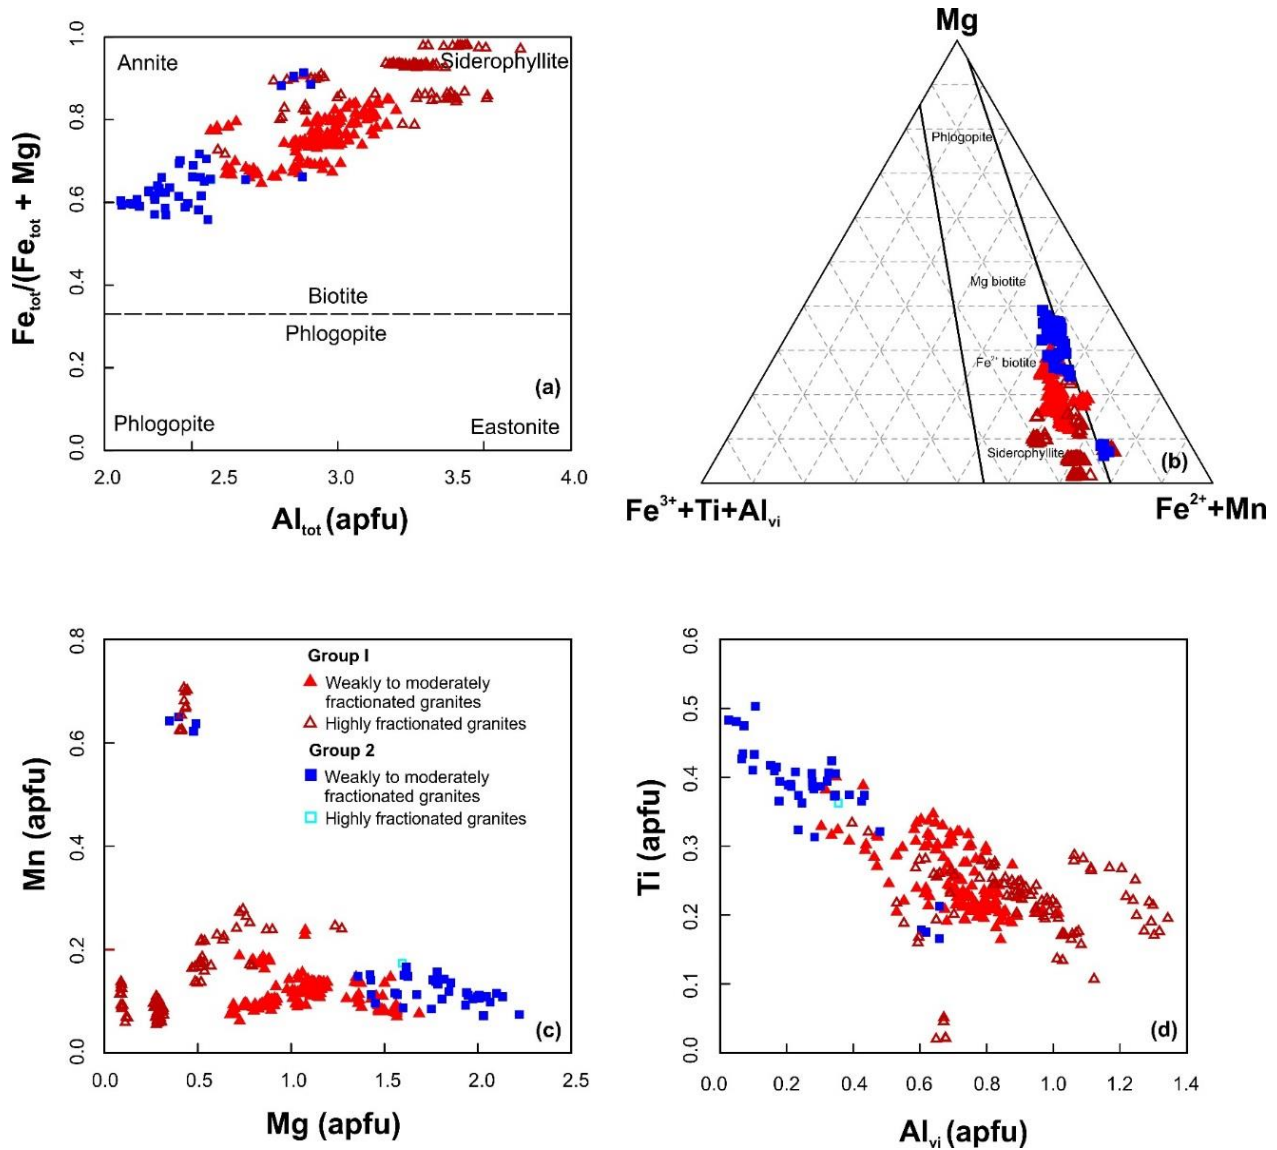 1.0
0.8
0.6
0.4
0.2
0.0
Fe_tot/(Fe_tot + Mg)
Annite
Siderophyllite
Biotite
Phlogopite
(a)
Phlogopite
Eastonite
2.0 2.5 3.0 3.5 4.0
Al_tot (apfu)
Mg
Phlogopite
Mg biotite
Fe²⁺ biotite
Siderophyllite
(b)
Fe³⁺+Ti+Al_vi
Fe²⁺+Mn
0.8
0.6
0.4
0.2
0.0
Mn (apfu)
Group I
Weakly to moderately
fractionated granites
Highly fractionated granites
Group 2
Weakly to moderately
fractionated granites
Highly fractionated granites
(c)
0.0 0.5 1.0 1.5 2.0 2.5
Mg (apfu)
0.6
0.5
0.4
0.3
0.2
0.1
0.0
Ti (apfu)
(d)
0.0 0.2 0.4 0.6 0.8 1.0 1.2 1.4
Al_vi (apfu)